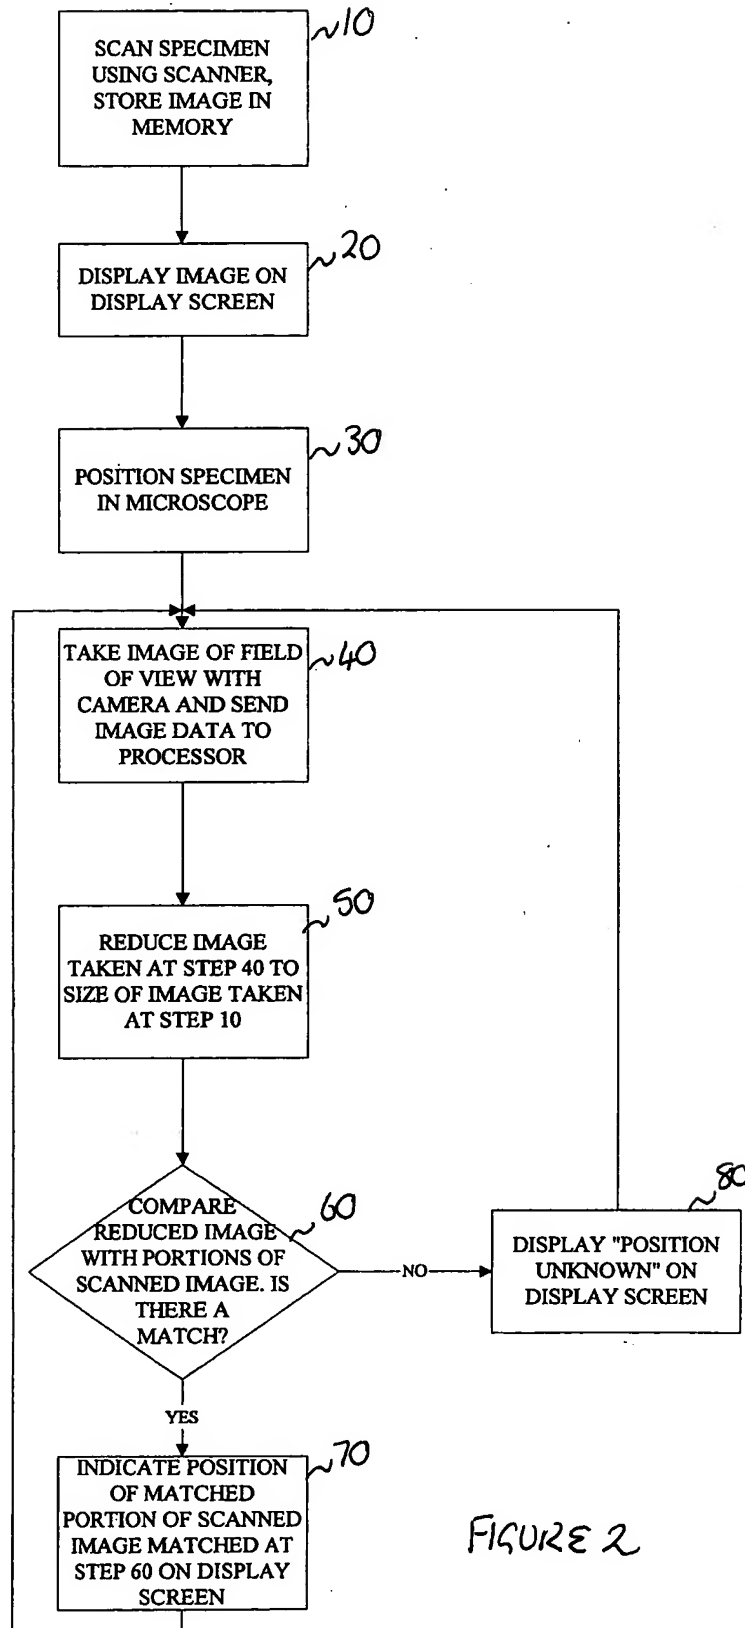 10
SCAN SPECIMEN
USING SCANNER,
STORE IMAGE IN
MEMORY
20
DISPLAY IMAGE ON
DISPLAY SCREEN
30
POSITION SPECIMEN
IN MICROSCOPE
40
TAKE IMAGE OF FIELD
OF VIEW WITH
CAMERA AND SEND
IMAGE DATA TO
PROCESSOR
50
REDUCE IMAGE
TAKEN AT STEP 40 TO
SIZE OF IMAGE TAKEN
AT STEP 10
60
COMPARE
REDUCED IMAGE
WITH PORTIONS OF
SCANNED IMAGE. IS
THERE A
MATCH?
NO
80
DISPLAY "POSITION
UNKNOWN" ON
DISPLAY SCREEN
YES
70
INDICATE POSITION
OF MATCHED
PORTION OF SCANNED
IMAGE MATCHED AT
STEP 60 ON DISPLAY
SCREEN
FIGURE 2